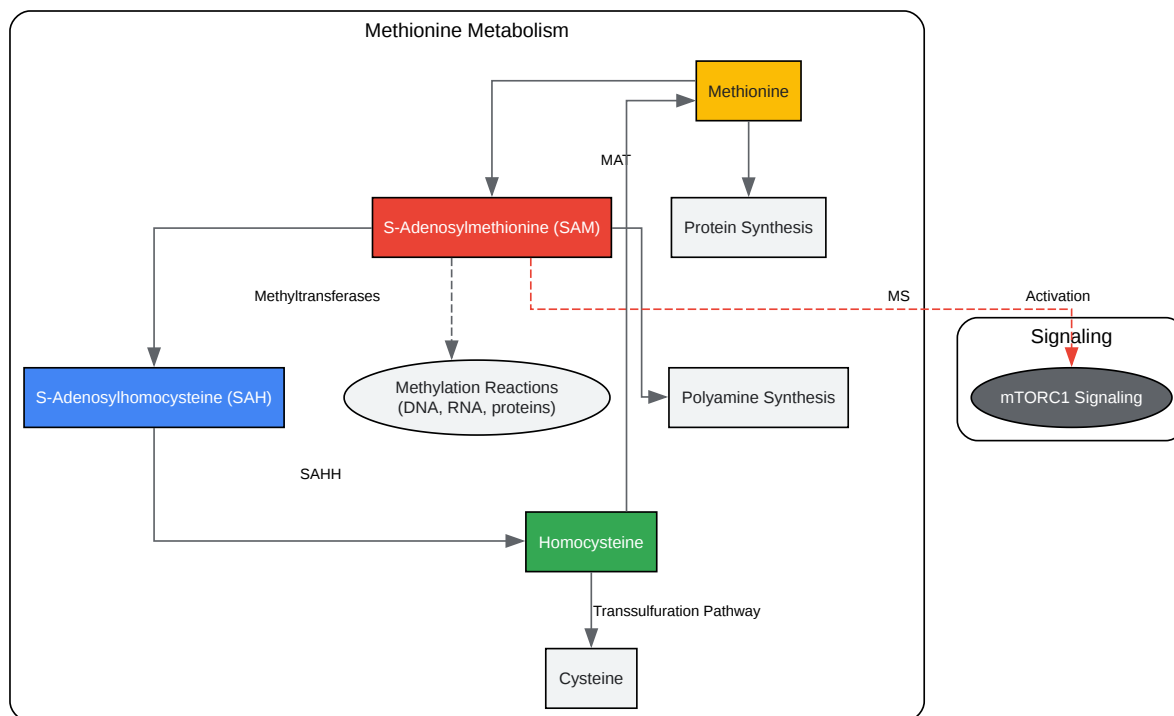 Methionine Metabolism
Methionine
MAT
S-Adenosylmethionine (SAM)
Protein Synthesis
Methyltransferases
MS
Activation
Signaling
S-Adenosylhomocysteine (SAH)
Methylation Reactions
(DNA, RNA, proteins)
Polyamine Synthesis
mTORC1 Signaling
SAHH
Homocysteine
Transsulfuration Pathway
Cysteine